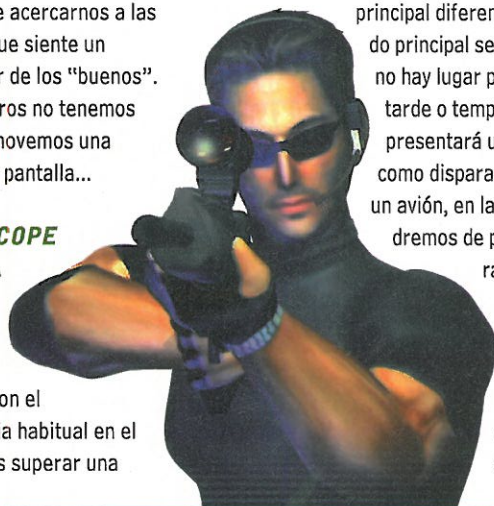 e acercarnos a las
ue siente un
r de los "buenos".
ros no tenemos
novemos una
pantalla...
COPE
on el
ia habitual en el
s superar una
principal diferen
do principal se
no hay lugar p
tarde o temp
presentará u
como dispara
un avión, en la
dremos de p
ra